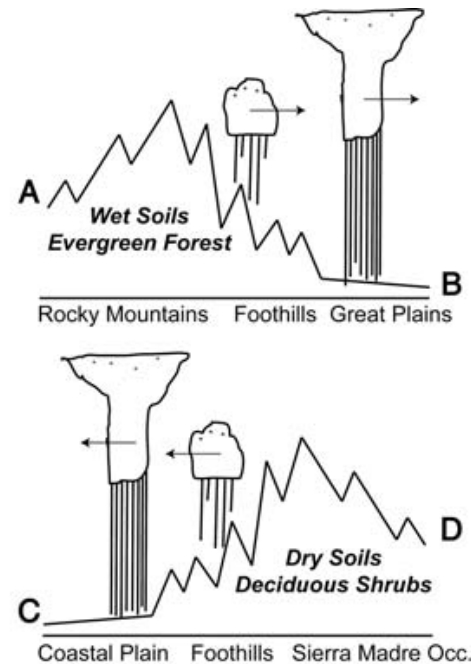 A
Wet Soils
Evergreen Forest
B
Rocky Mountains Foothills Great Plains
D
Dry Soils
Deciduous Shrubs
C
Coastal Plain Foothills Sierra Madre Occ.